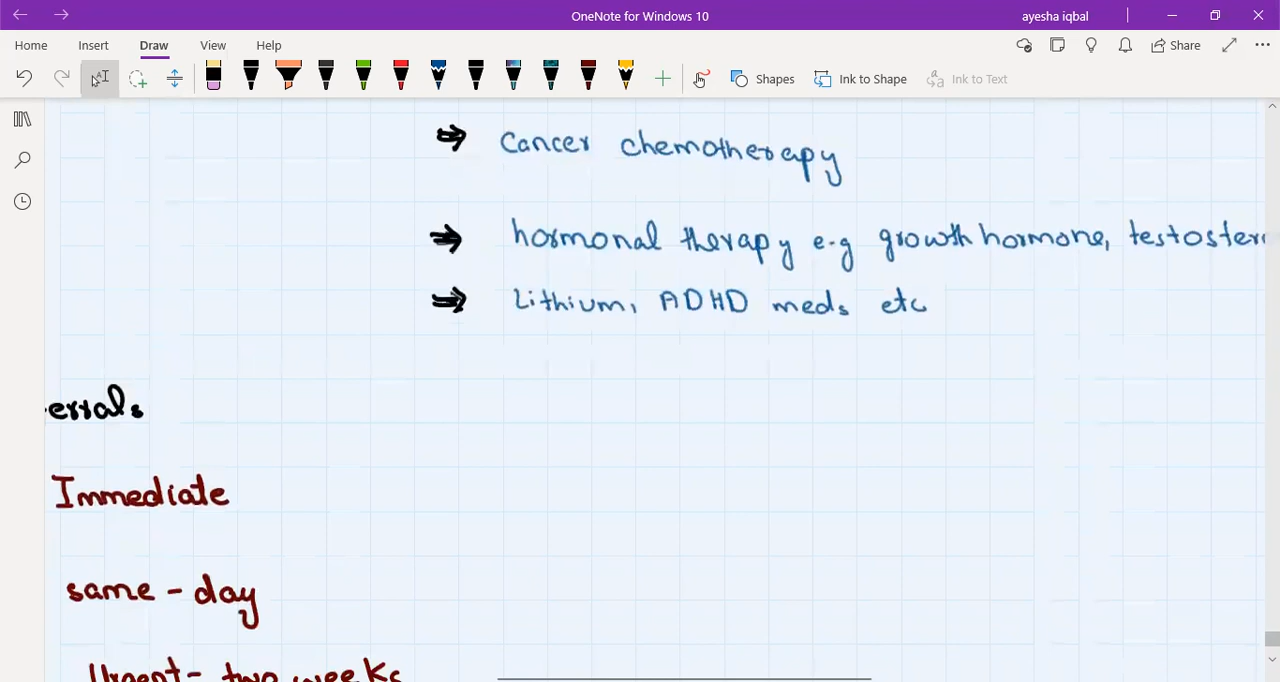 OneNote for Windows 10
ayesha iqbal
Home Insert Draw View Help
Share
Shapes
Ink to Shape
Ink to Text
Cancer chemotherapy
hormonal therapy e-g growth hormone, testoster
Lithium, ADHD meds etc
errals
Immediate
same - day
Urgent - two weeks